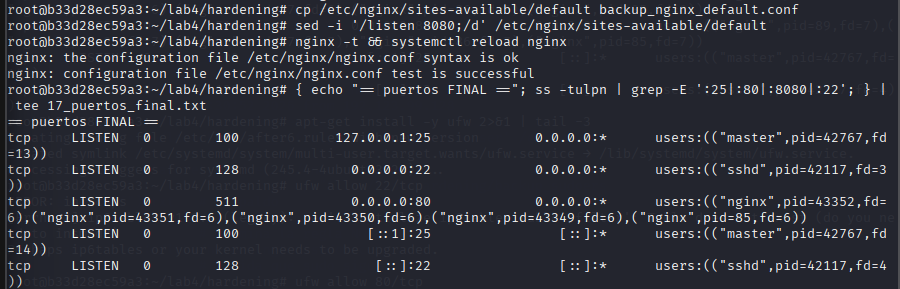 root@b33d28ec59a3:~/lab4/hardening# cp /etc/nginx/sites-available/default backup_nginx_default.conf
root@b33d28ec59a3:~/lab4/hardening# sed -i '/listen 8080;/d' /etc/nginx/sites-available/default
root@b33d28ec59a3:~/lab4/hardening# nginx -t && systemctl reload nginx
nginx: the configuration file /etc/nginx/nginx.conf syntax is ok
nginx: configuration file /etc/nginx/nginx.conf test is successful
root@b33d28ec59a3:~/lab4/hardening# { echo "== puertos FINAL =="; ss -tulpn | grep -E ':25|:80|:8080|:22'; } |
 tee 17_puertos_final.txt
== puertos FINAL ==
tcp     LISTEN   0        100            127.0.0.1:25             0.0.0.0:*      users:(("master",pid=42767,fd
=13))
tcp     LISTEN   0        128              0.0.0.0:22             0.0.0.0:*      users:(("sshd",pid=42117,fd=3
))
tcp     LISTEN   0        511              0.0.0.0:80             0.0.0.0:*      users:(("nginx",pid=43352,fd=
6),("nginx",pid=43351,fd=6),("nginx",pid=43350,fd=6),("nginx",pid=43349,fd=6),("nginx",pid=85,fd=6))
tcp     LISTEN   0        100                [::1]:25                [::]:*      users:(("master",pid=42767,fd
=14))
tcp     LISTEN   0        128                 [::]:22                [::]:*      users:(("sshd",pid=42117,fd=4
))